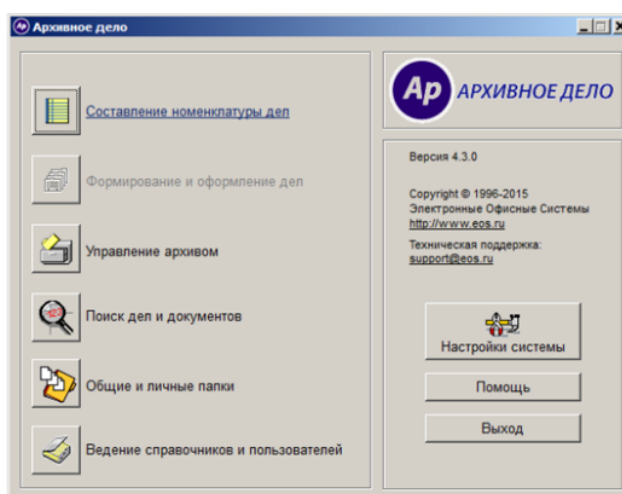 Архивное дело
Составление номенклатуры дел
Формирование и оформление дел
Управление архивом
Поиск дел и документов
Общие и личные папки
Ведение справочников и пользователей
Ар
АРХИВНОЕ ДЕЛО
Версия 4.3.0
Copyright © 1996-2015
Электронные Офисные Системы
http://www.eos.ru
Техническая поддержка:
support@eos.ru
Настройки системы
Помощь
Выход